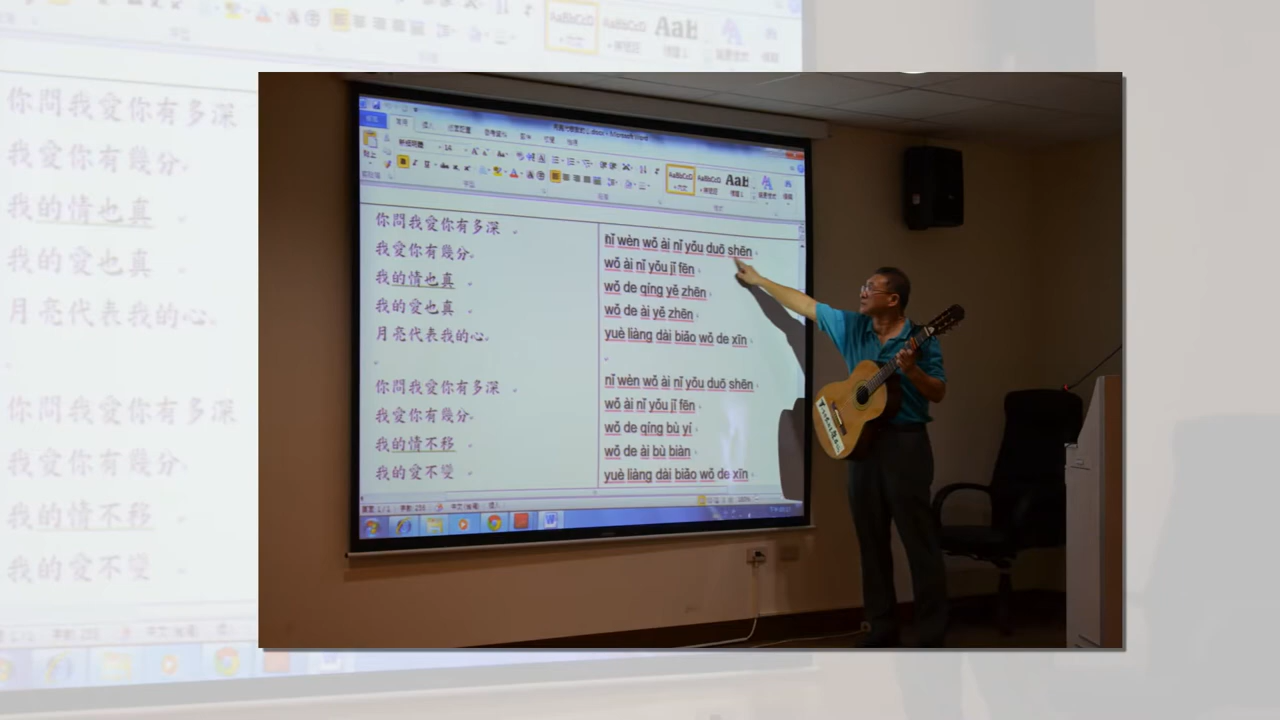 你問我愛你有多深
我愛你有幾分。
我的情也真
我的愛也真
月亮代表我的心。
你問我愛你有多深
我愛你有幾分。
我的情不移
我的愛不變
nǐ wèn wǒ ài nǐ yǒu duō shēn
wǒ ài nǐ yǒu jǐ fēn
wǒ de qíng yě zhēn
wǒ de ài yě zhēn
yuè liàng dài biǎo wǒ de xīn
nǐ wèn wǒ ài nǐ yǒu duō shēn
wǒ ài nǐ yǒu jǐ fēn
wǒ de qíng bù yí
wǒ de ài bù biàn
yuè liàng dài biǎo wǒ de xīn